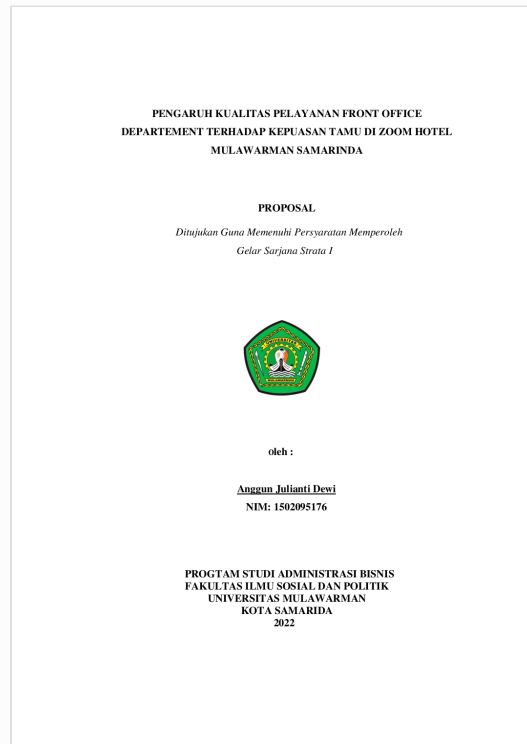 PENGARUH KUALITAS PELAYANAN FRONT OFFICE
DEPARTEMENT TERHADAP KEPUASAN TAMU DI ZOOM HOTEL
MULAWARMAN SAMARINDA
PROPOSAL
Ditujukan Guna Memenuhi Persyaratan Memperoleh
Gelar Sarjana Strata I
UNIVERSITAS
MULAWARMAN
oleh :
Anggun Julianti Dewi
NIM: 1502095176
PROGTAM STUDI ADMINISTRASI BISNIS
FAKULTAS ILMU SOSIAL DAN POLITIK
UNIVERSITAS MULAWARMAN
KOTA SAMARIDA
2022